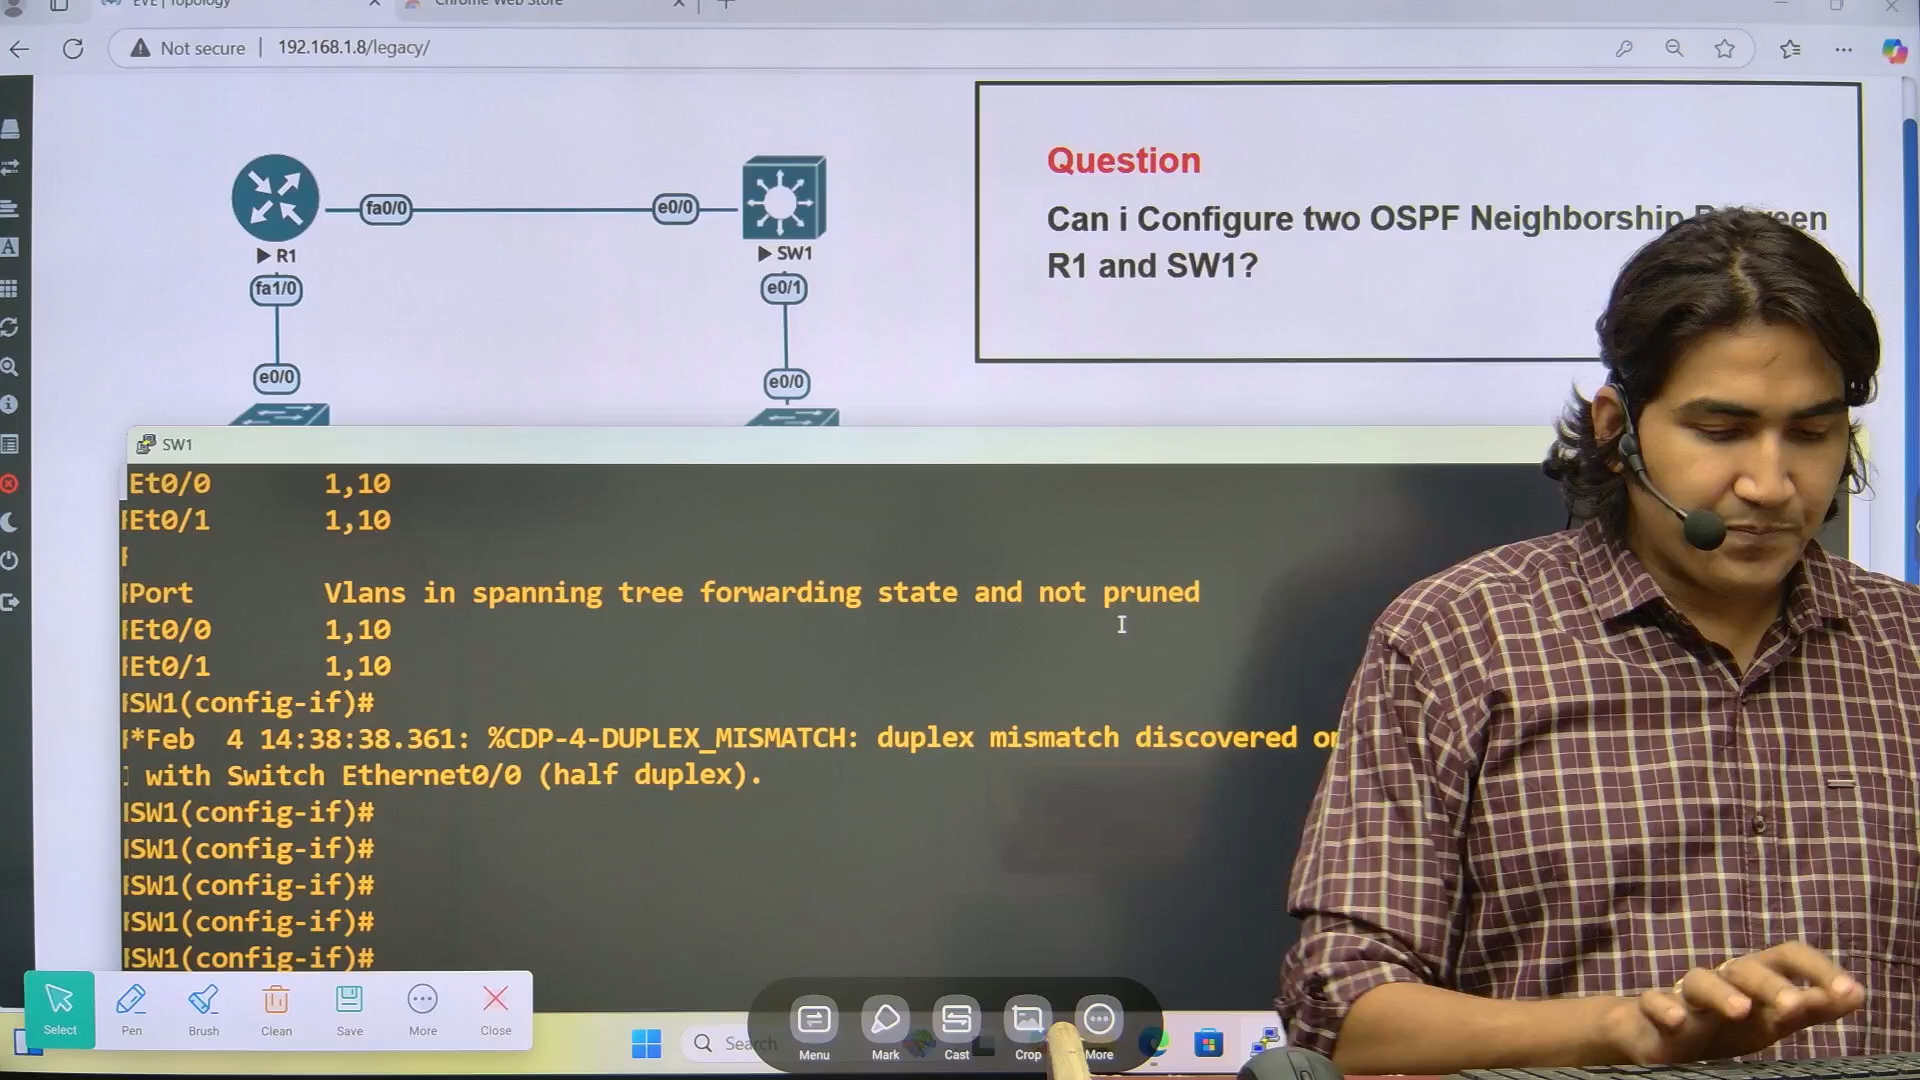 EVE | Topology
Chrome Web Store
Not secure
192.168.1.8/legacy/
fa0/0
e0/0
R1
SW1
fa1/0
e0/1
e0/0
e0/0
Question
Can i Configure two OSPF Neighborship Between
R1 and SW1?
SW1
Et0/0 1,10
Et0/1 1,10
Port Vlans in spanning tree forwarding state and not pruned
Et0/0 1,10
Et0/1 1,10
SW1(config-if)#
*Feb 4 14:38:38.361: %CDP-4-DUPLEX_MISMATCH: duplex mismatch discovered on
with Switch Ethernet0/0 (half duplex).
SW1(config-if)#
SW1(config-if)#
SW1(config-if)#
SW1(config-if)#
SW1(config-if)#
Select
Pen
Brush
Clean
Save
More
Close
Search
Menu
Mark
Cast
Crop
More